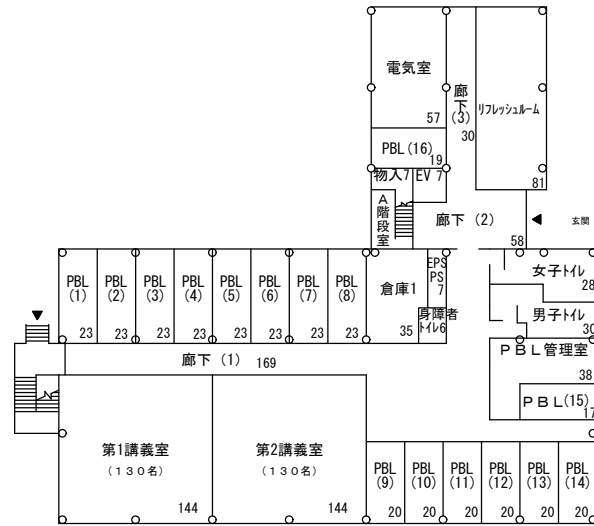 電気室
57
廊下
(3)
30
リフレッシュルーム
81
PBL(16)
19
物入7
EV 7
A
階
段
室
廊下 (2)
58
玄関
PBL
(1)
23
PBL
(2)
23
PBL
(3)
23
PBL
(4)
23
PBL
(5)
23
PBL
(6)
23
PBL
(7)
23
PBL
(8)
23
倉庫1
35
EPS
PS
7
身障者
トイレ6
女子トイレ
28
男子トイレ
30
PBL管理室
38
PBL(15)
17
廊下 (1) 169
第1講義室
(130名)
144
第2講義室
(130名)
144
PBL
(9)
20
PBL
(10)
20
PBL
(11)
20
PBL
(12)
20
PBL
(13)
20
PBL
(14)
20